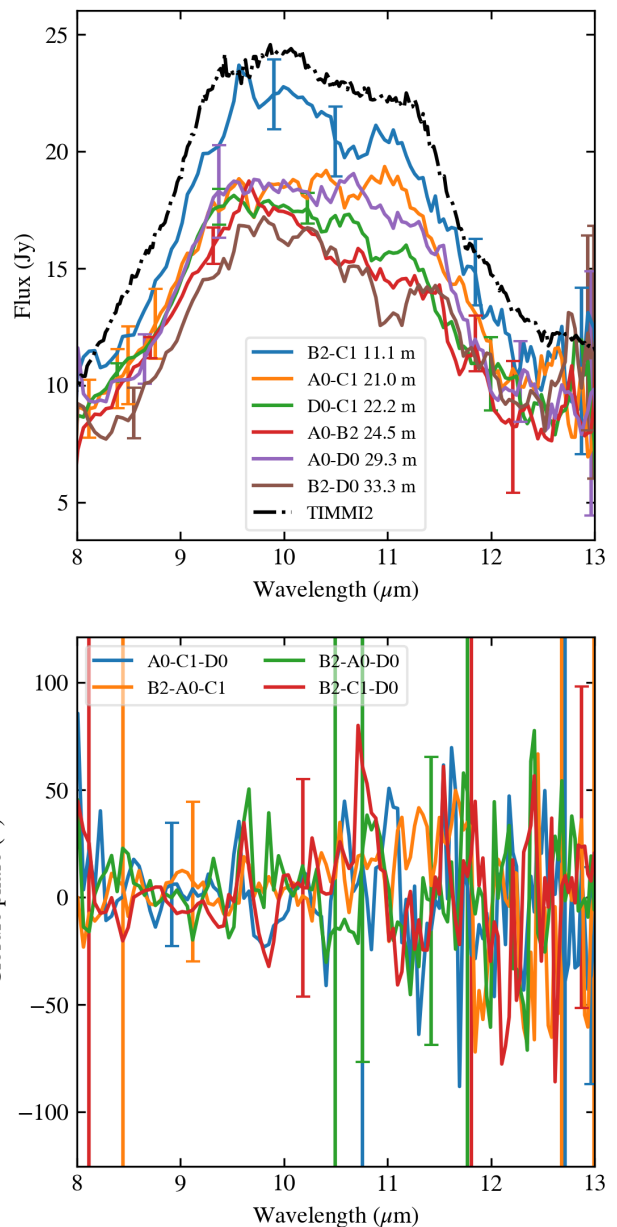 25
20
15
10
5
Flux (Jy)
B2-C1 11.1 m
A0-C1 21.0 m
D0-C1 22.2 m
A0-B2 24.5 m
A0-D0 29.3 m
B2-D0 33.3 m
TIMMI2
8 9 10 11 12 13
Wavelength (μm)
A0-C1-D0 B2-A0-D0
B2-A0-C1 B2-C1-D0
100
50
0
−50
−100
8 9 10 11 12 13
Wavelength (μm)